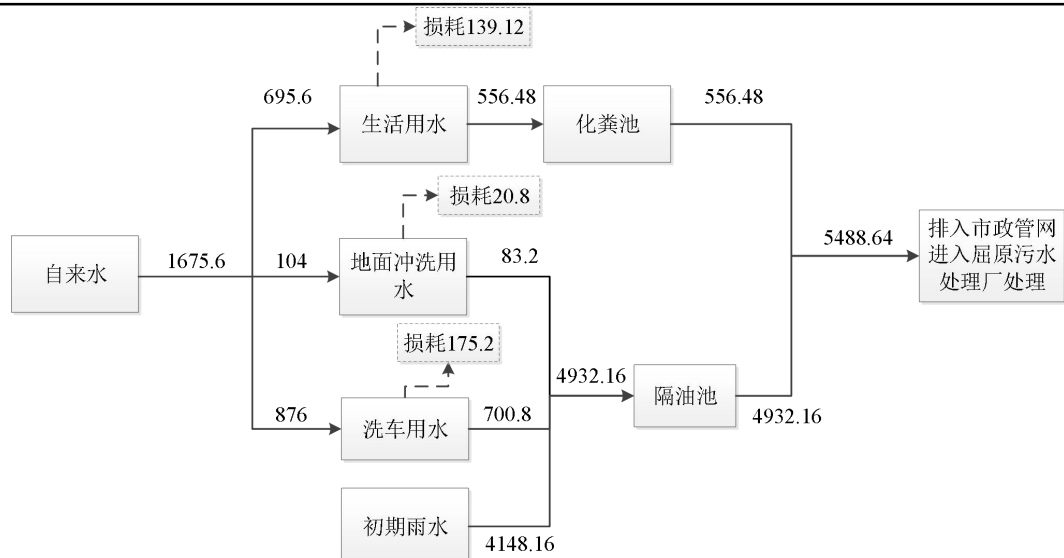 损耗139.12
695.6
生活用水
556.48
化粪池
556.48
损耗20.8
自来水
1675.6
104
地面冲洗用
水
83.2
5488.64
排入市政管网
进入屈原污水
处理厂处理
损耗175.2
876
洗车用水
700.8
4932.16
隔油池
4932.16
初期雨水
4148.16